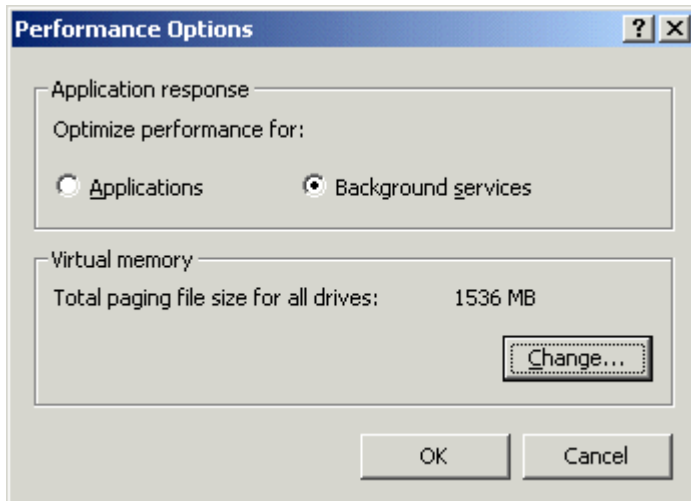 Performance Options
Application response
Optimize performance for:
Applications Background services
Virtual memory
Total paging file size for all drives: 1536 MB
Change...
OK Cancel